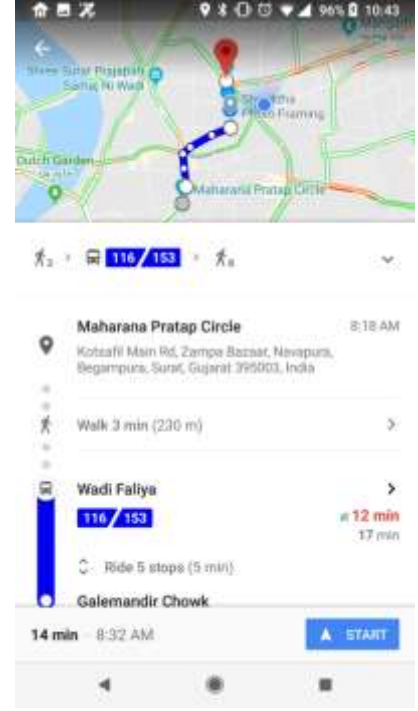 96% 10:43
Shree Surat Prajapati
Samaj Ni Wadi
Photo Framing
Dutch Garden
Maharana Pratap Circle
116/153
Maharana Pratap Circle 8:18 AM
Kotsafil Main Rd, Zampa Bazaar, Navapura,
Begampura, Surat, Gujarat 395003, India
Walk 3 min (230 m)
Wadi Faliya
116/153 12 min
17 min
Ride 5 stops (5 min)
Galemandir Chowk
14 min 8:32 AM START